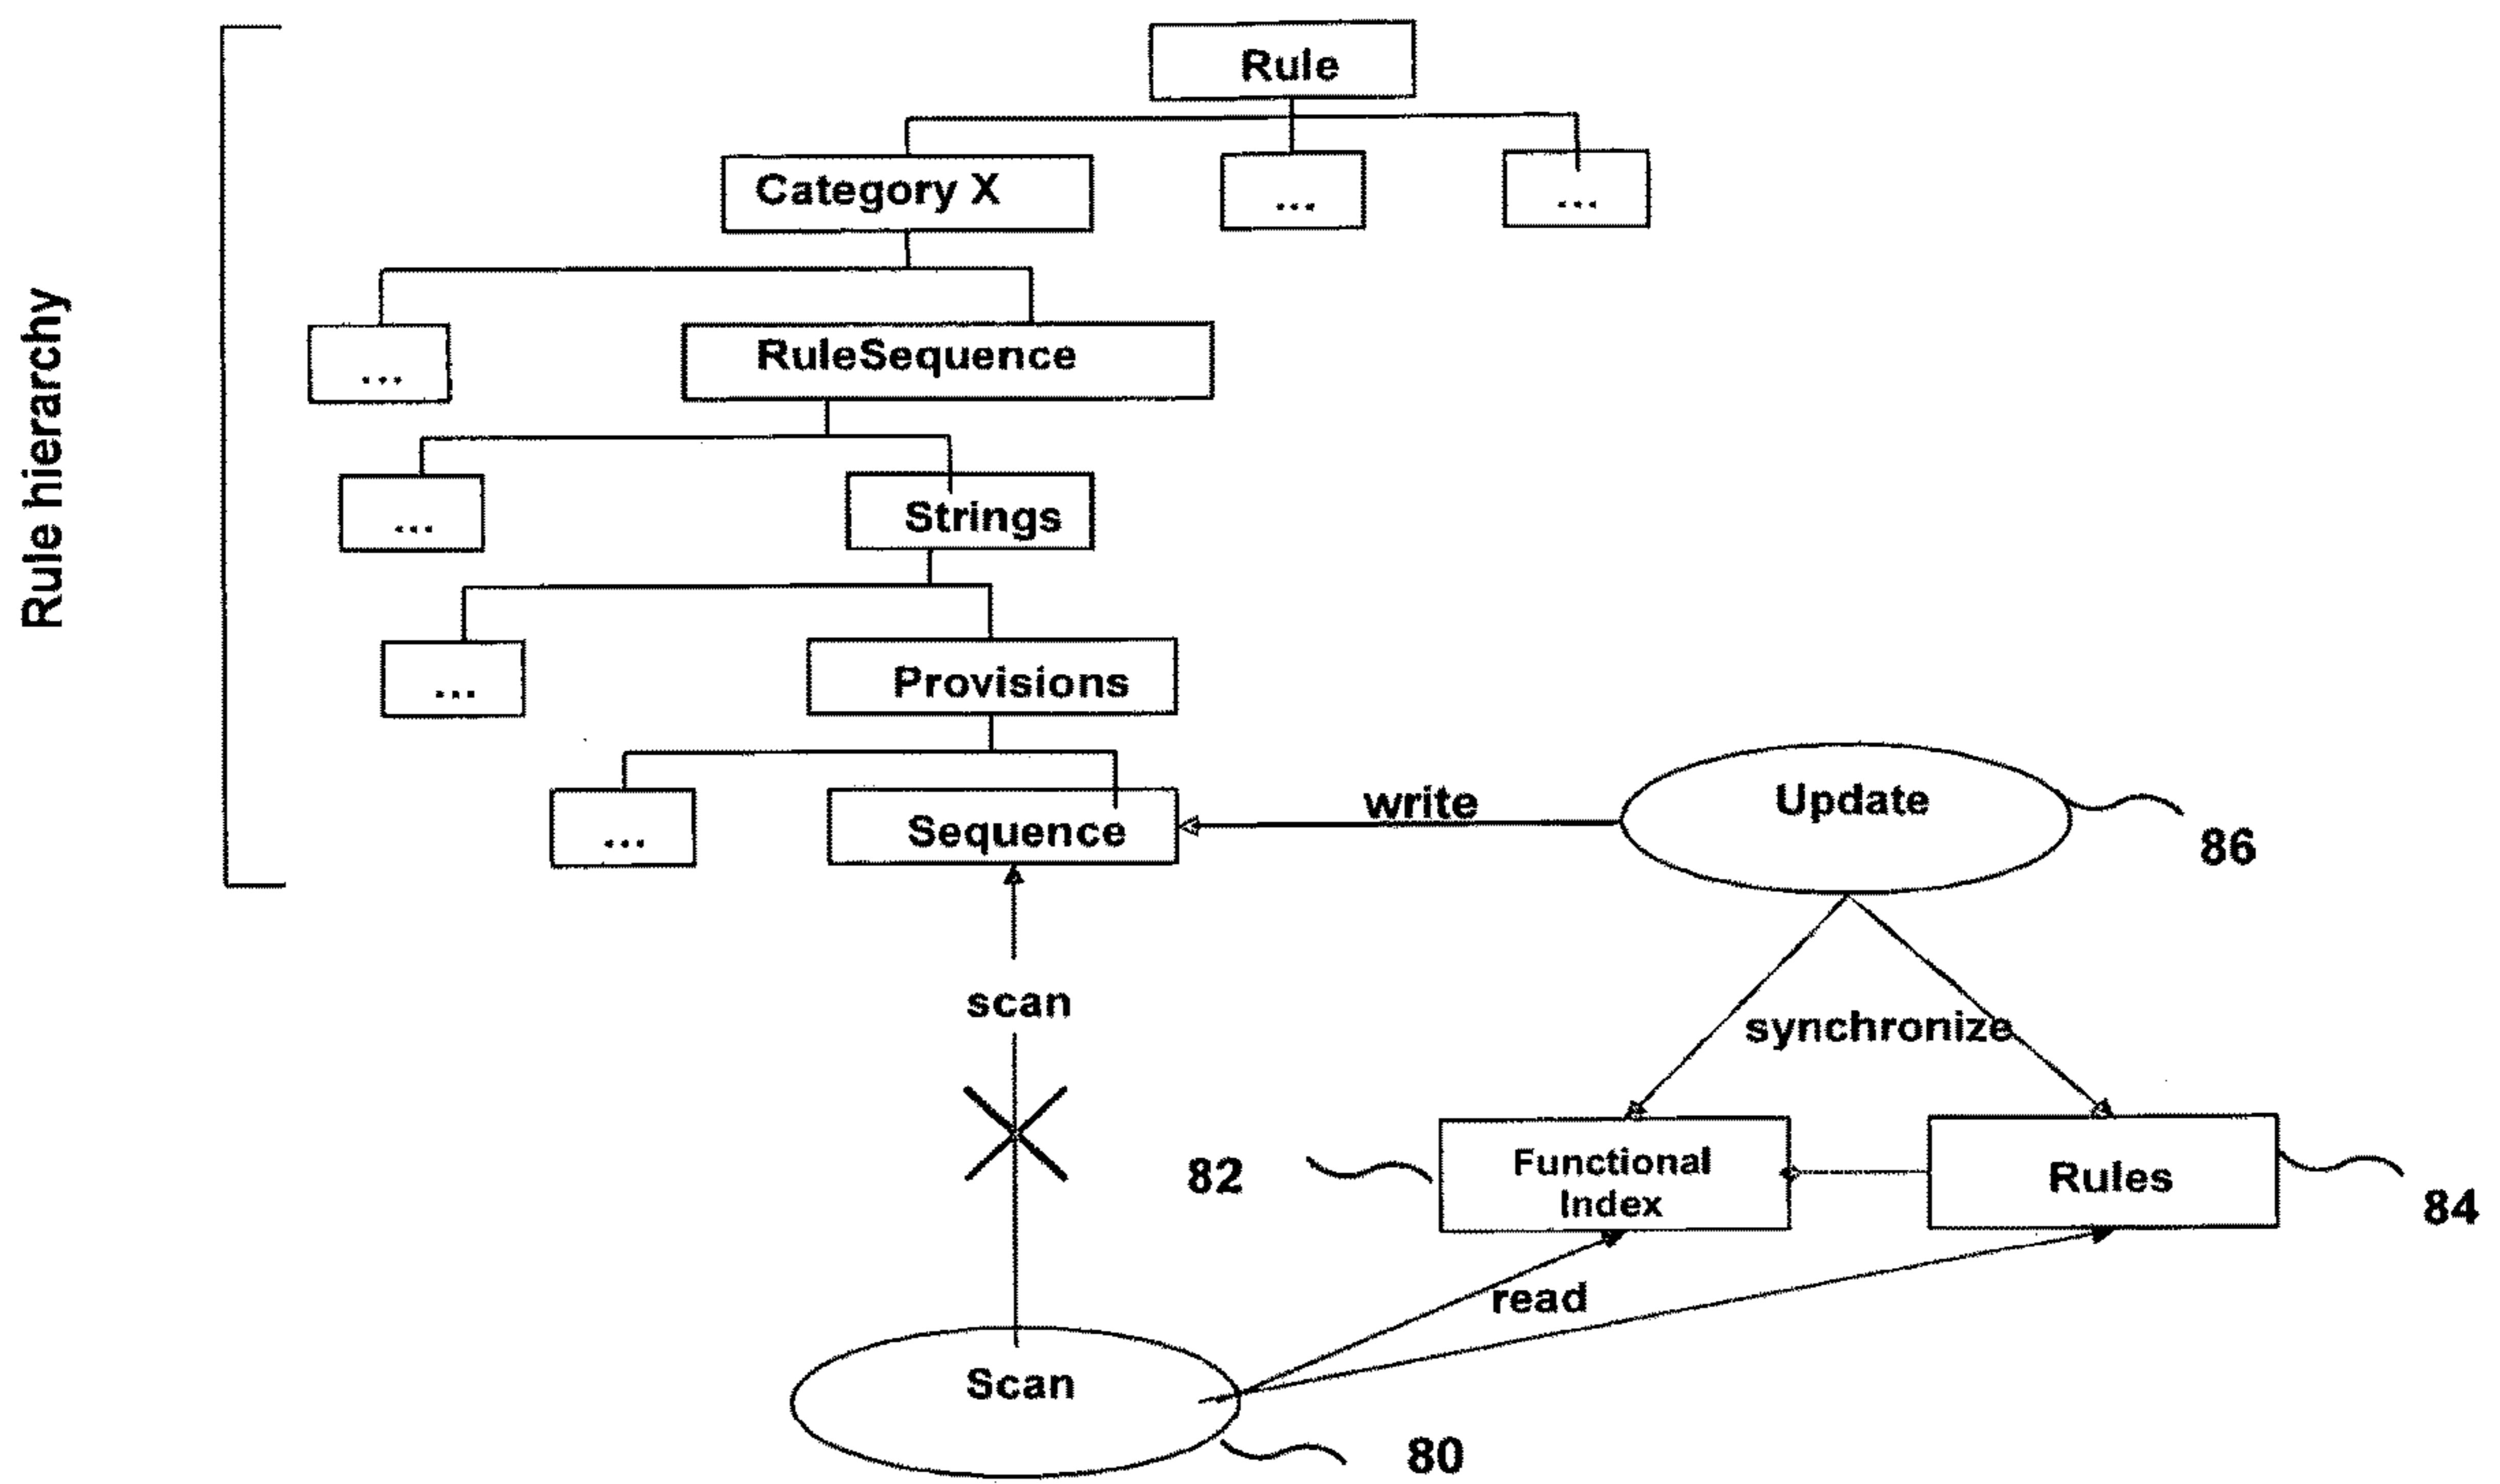 Rule
Category X
...
...
Rule hierarchy
...
RuleSequence
...
Strings
...
Provisions
...
Sequence
write
Update
86
scan
synchronize
82
Functional
Index
Rules
84
read
Scan
80